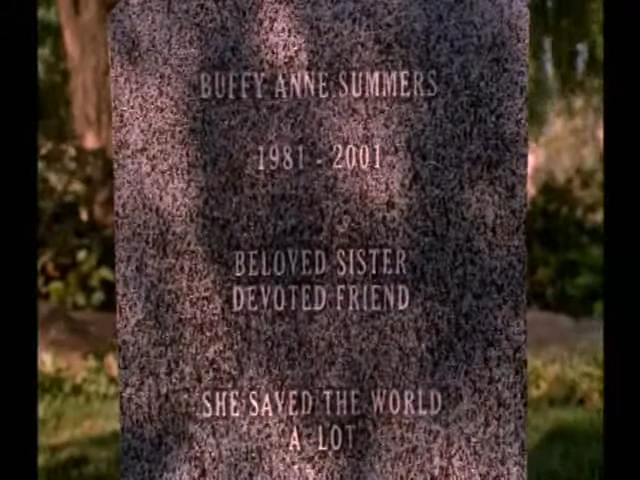 BUFFY ANNE SUMMERS
1981 - 2001
BELOVED SISTER
DEVOTED FRIEND
SHE SAVED THE WORLD
A LOT